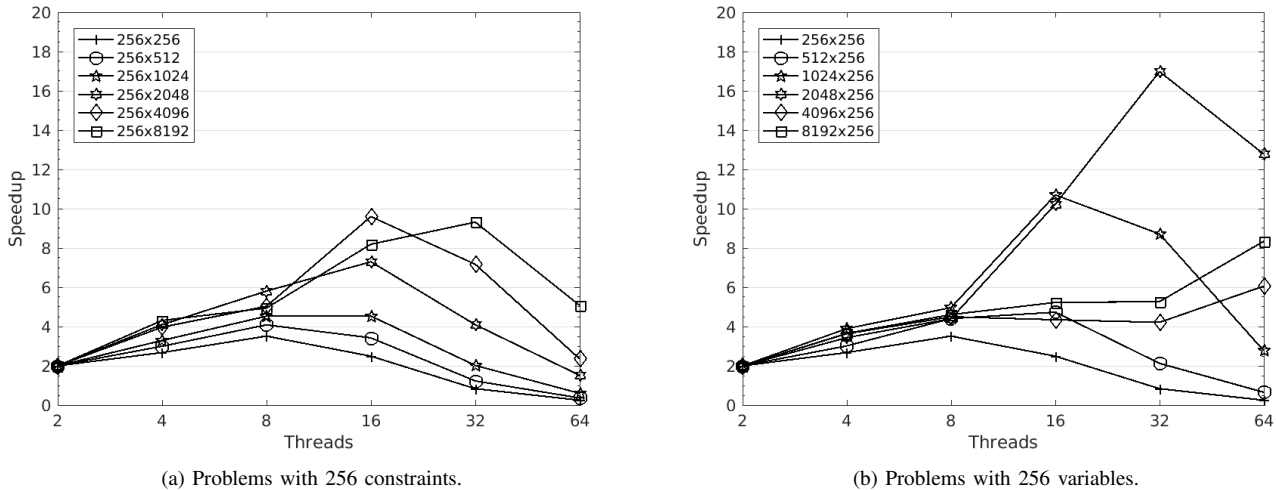 20
18
16
14
12
10
8
6
4
2
0
Speedup
256x256
256x512
256x1024
256x2048
256x4096
256x8192
2 4 8 16 32 64
Threads
(a) Problems with 256 constraints.
20
18
16
14
12
10
8
6
4
2
0
Speedup
256x256
512x256
1024x256
2048x256
4096x256
8192x256
2 4 8 16 32 64
Threads
(b) Problems with 256 variables.